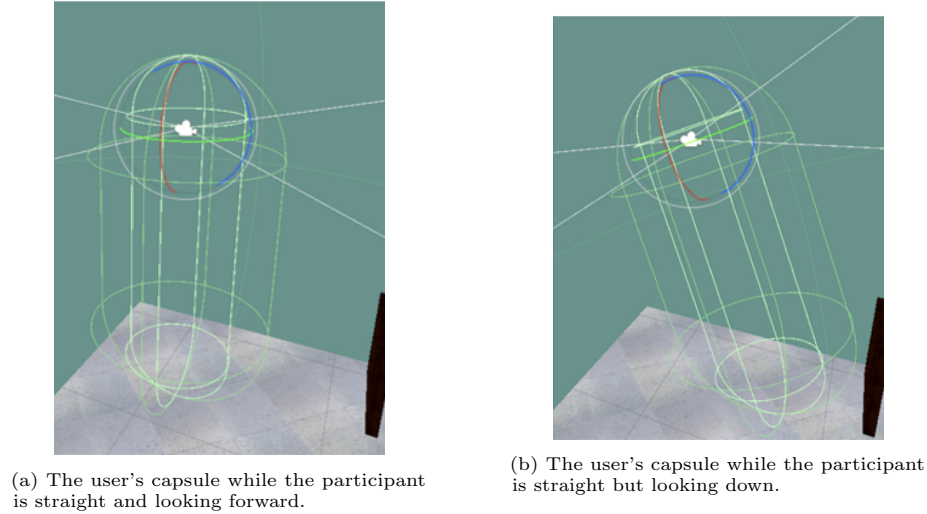 (a) The user's capsule while the participant
is straight and looking forward.
(b) The user's capsule while the participant
is straight but looking down.